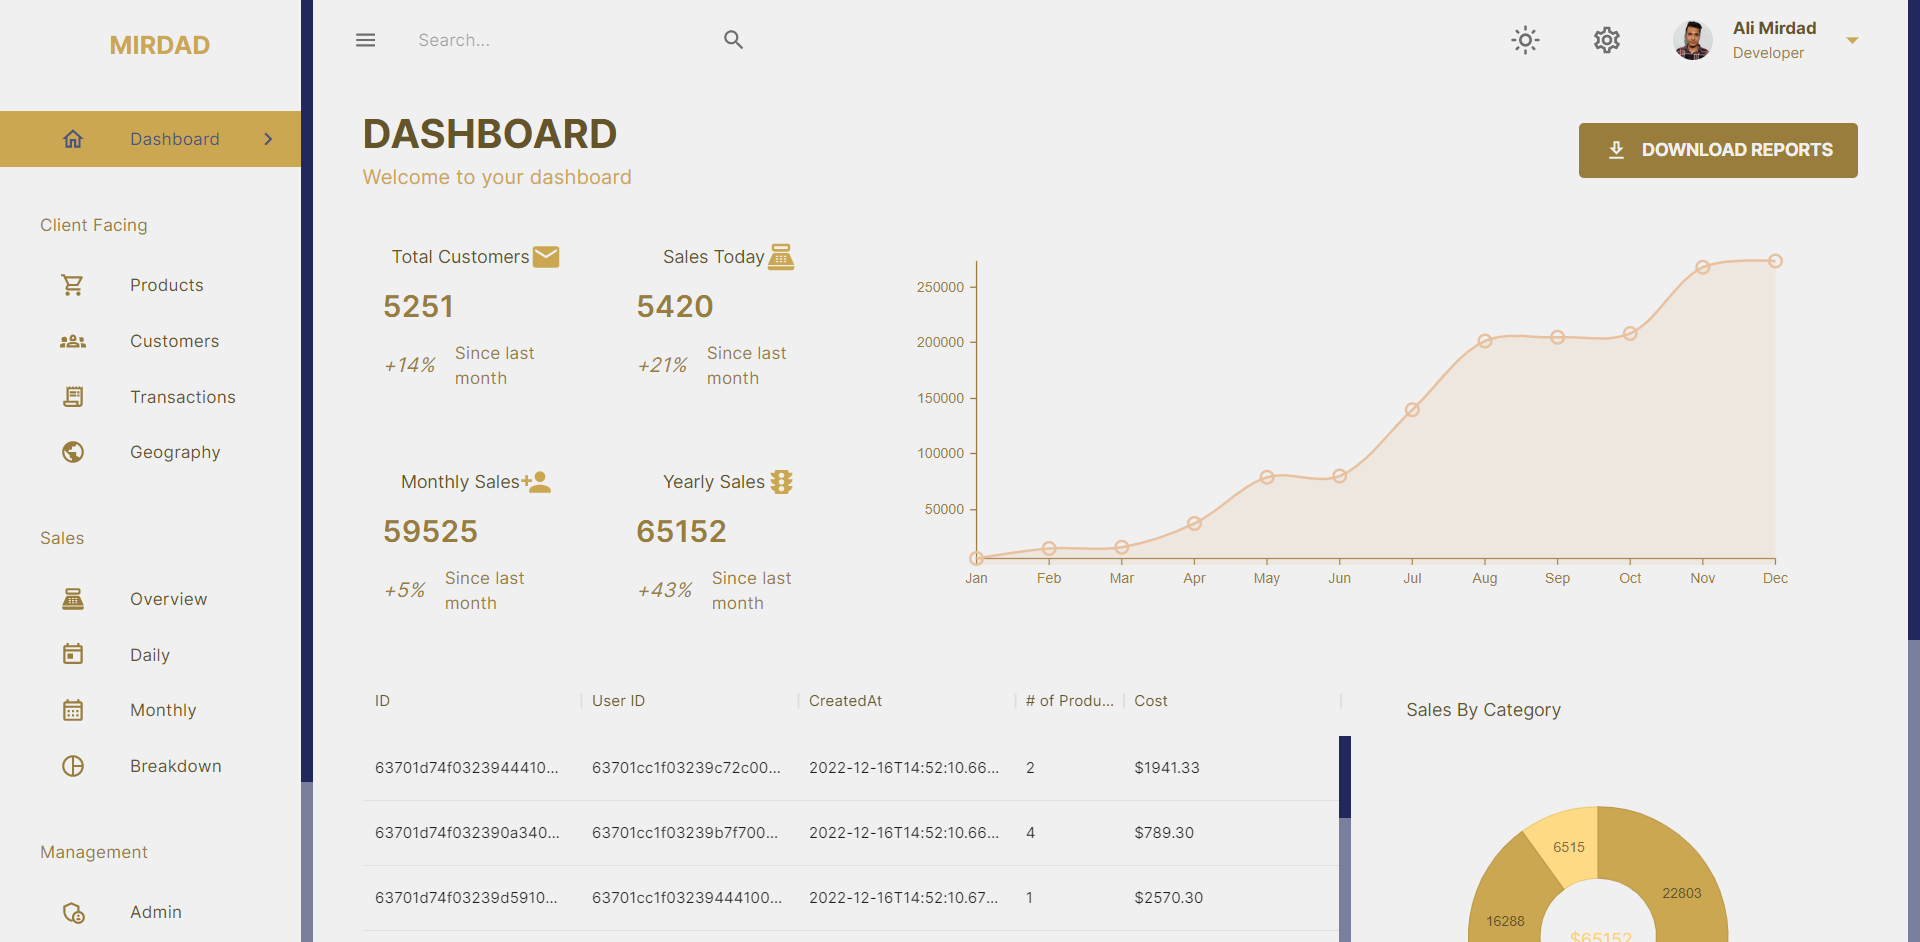 MIRDAD
Dashboard
Client Facing
Products
Customers
Transactions
Geography
Sales
Overview
Daily
Monthly
Breakdown
Management
Admin
Search...
Ali Mirdad
Developer
DASHBOARD
Welcome to your dashboard
DOWNLOAD REPORTS
Total Customers
5251
+14% Since last
month
Sales Today
5420
+21% Since last
month
Monthly Sales
59525
+5% Since last
month
Yearly Sales
65152
+43% Since last
month
250000
200000
150000
100000
50000
Jan Feb Mar Apr May Jun Jul Aug Sep Oct Nov Dec
ID User ID CreatedAt # of Produ... Cost
63701d74f0323944410... 63701cc1f03239c72c00... 2022-12-16T14:52:10.66... 2 $1941.33
63701d74f032390a340... 63701cc1f03239b7f700... 2022-12-16T14:52:10.66... 4 $789.30
63701d74f03239d5910... 63701cc1f03239444100... 2022-12-16T14:52:10.67... 1 $2570.30
Sales By Category
6515
22803
16288
$65152